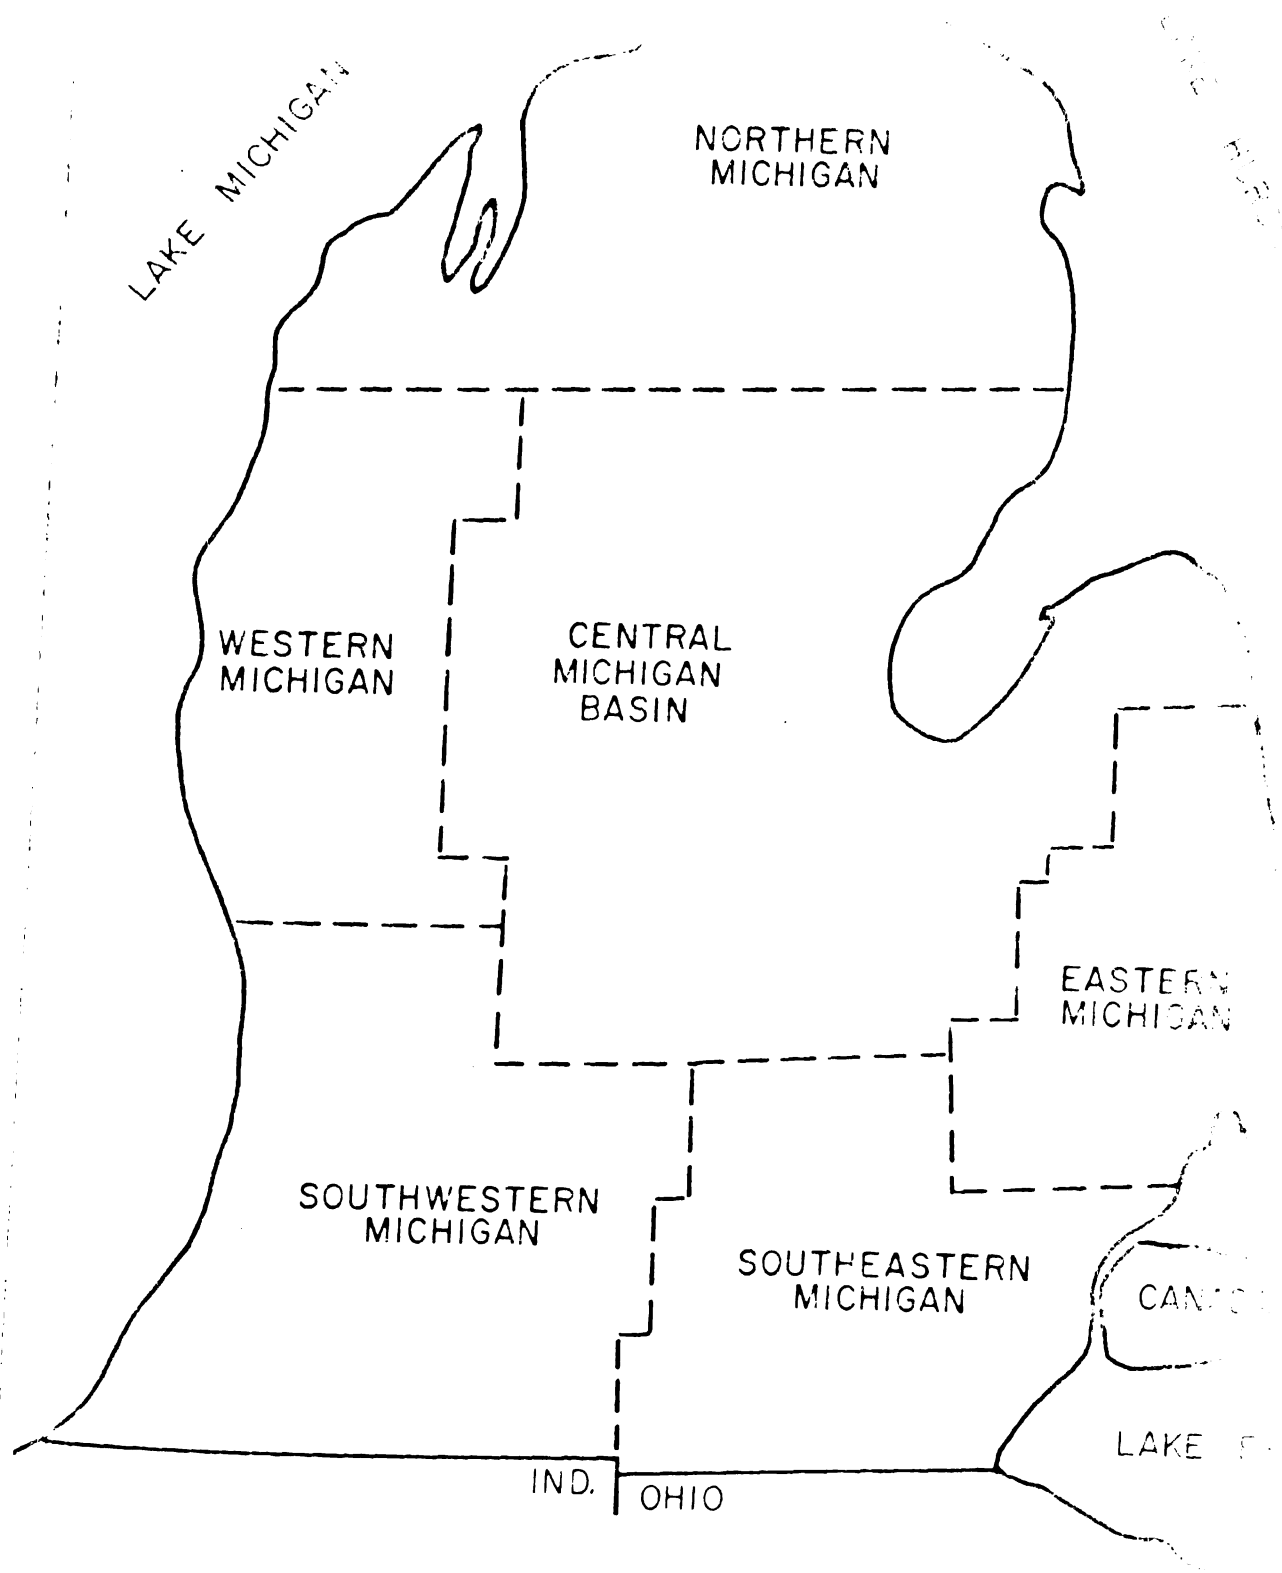 LAKE MICHIGAN
NORTHERN
MICHIGAN
WESTERN
MICHIGAN
CENTRAL
MICHIGAN
BASIN
EASTERN
MICHIGAN
SOUTHWESTERN
MICHIGAN
SOUTHEASTERN
MICHIGAN
LAKE
IND.
OHIO